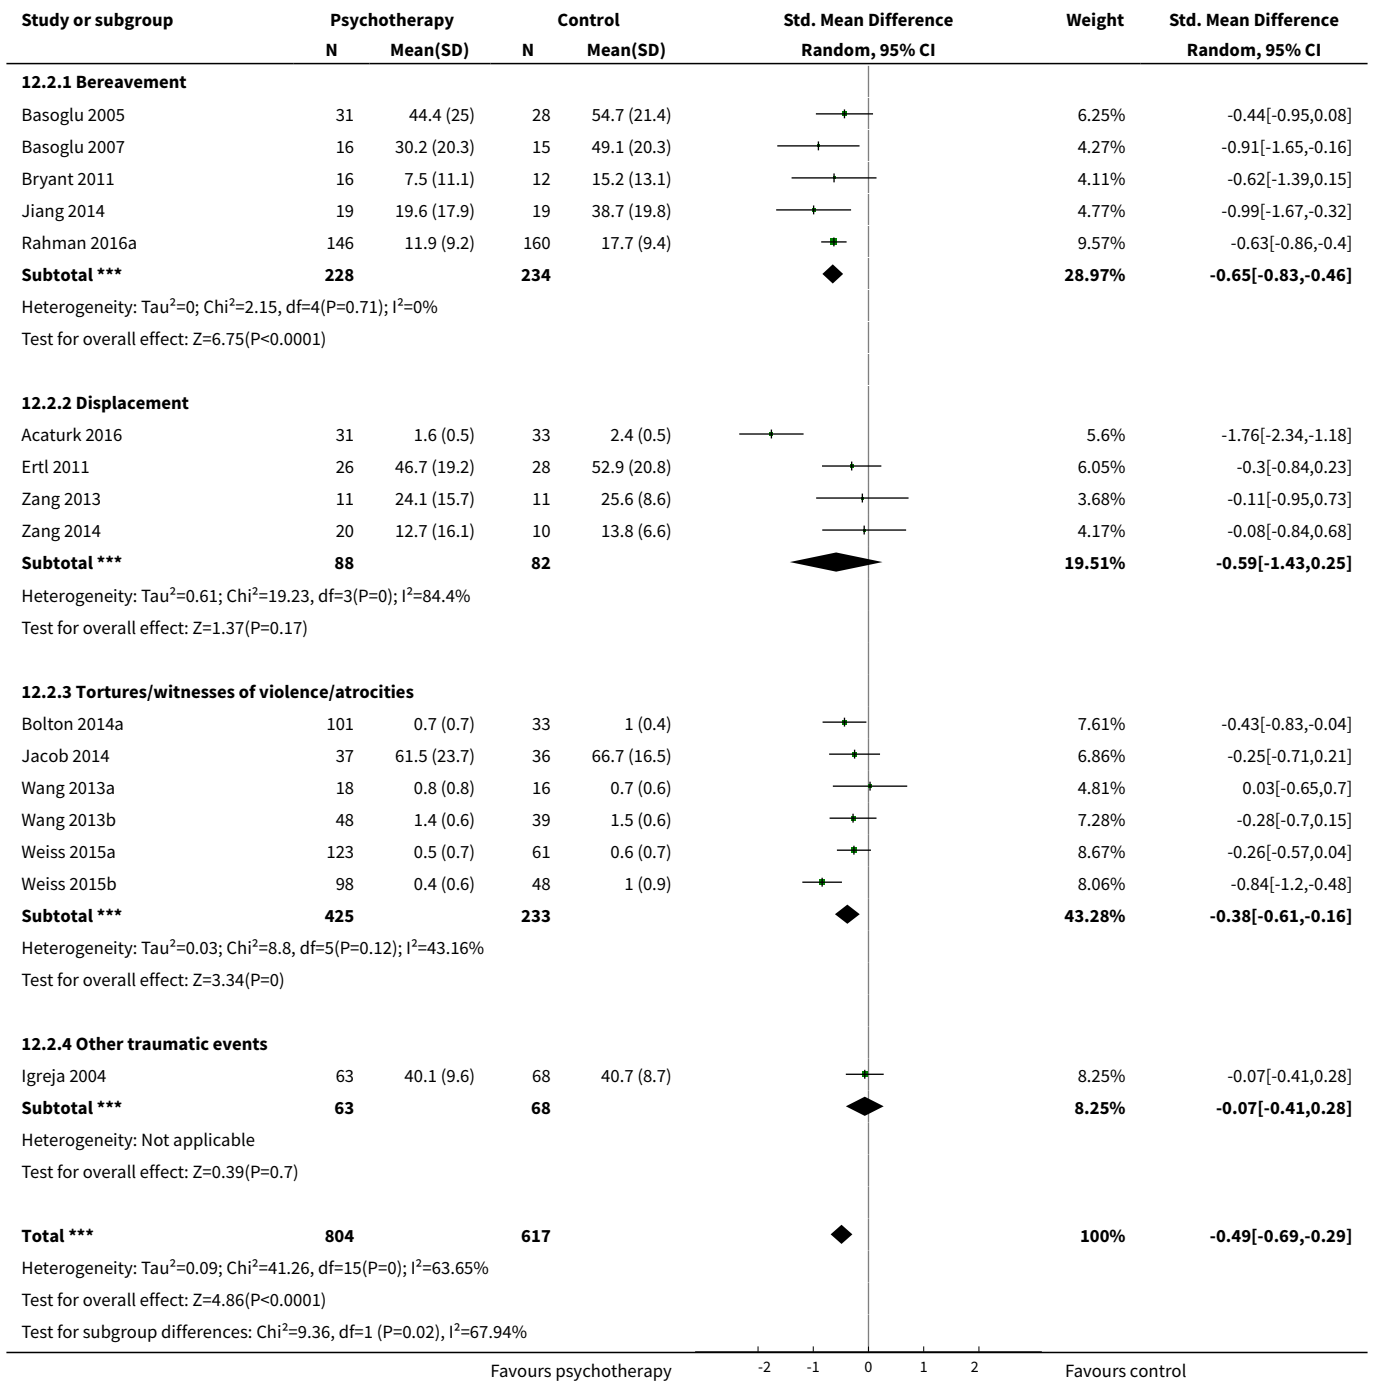 Study or subgroup Psychotherapy Control Std. Mean Difference Weight Std. Mean Difference
N Mean(SD) N Mean(SD) Random, 95% CI Random, 95% CI
12.2.1 Bereavement
Basoglu 2005 31 44.4 (25) 28 54.7 (21.4) 6.25% -0.44[-0.95,0.08]
Basoglu 2007 16 30.2 (20.3) 15 49.1 (20.3) 4.27% -0.91[-1.65,-0.16]
Bryant 2011 16 7.5 (11.1) 12 15.2 (13.1) 4.11% -0.62[-1.39,0.15]
Jiang 2014 19 19.6 (17.9) 19 38.7 (19.8) 4.77% -0.99[-1.67,-0.32]
Rahman 2016a 146 11.9 (9.2) 160 17.7 (9.4) 9.57% -0.63[-0.86,-0.4]
Subtotal *** 228 234 28.97% -0.65[-0.83,-0.46]
Heterogeneity: Tau²=0; Chi²=2.15, df=4(P=0.71); I²=0%
Test for overall effect: Z=6.75(P<0.0001)
12.2.2 Displacement
Acaturk 2016 31 1.6 (0.5) 33 2.4 (0.5) 5.6% -1.76[-2.34,-1.18]
Ertl 2011 26 46.7 (19.2) 28 52.9 (20.8) 6.05% -0.3[-0.84,0.23]
Zang 2013 11 24.1 (15.7) 11 25.6 (8.6) 3.68% -0.11[-0.95,0.73]
Zang 2014 20 12.7 (16.1) 10 13.8 (6.6) 4.17% -0.08[-0.84,0.68]
Subtotal *** 88 82 19.51% -0.59[-1.43,0.25]
Heterogeneity: Tau²=0.61; Chi²=19.23, df=3(P=0); I²=84.4%
Test for overall effect: Z=1.37(P=0.17)
12.2.3 Tortures/witnesses of violence/atrocities
Bolton 2014a 101 0.7 (0.7) 33 1 (0.4) 7.61% -0.43[-0.83,-0.04]
Jacob 2014 37 61.5 (23.7) 36 66.7 (16.5) 6.86% -0.25[-0.71,0.21]
Wang 2013a 18 0.8 (0.8) 16 0.7 (0.6) 4.81% 0.03[-0.65,0.7]
Wang 2013b 48 1.4 (0.6) 39 1.5 (0.6) 7.28% -0.28[-0.7,0.15]
Weiss 2015a 123 0.5 (0.7) 61 0.6 (0.7) 8.67% -0.26[-0.57,0.04]
Weiss 2015b 98 0.4 (0.6) 48 1 (0.9) 8.06% -0.84[-1.2,-0.48]
Subtotal *** 425 233 43.28% -0.38[-0.61,-0.16]
Heterogeneity: Tau²=0.03; Chi²=8.8, df=5(P=0.12); I²=43.16%
Test for overall effect: Z=3.34(P=0)
12.2.4 Other traumatic events
Igreja 2004 63 40.1 (9.6) 68 40.7 (8.7) 8.25% -0.07[-0.41,0.28]
Subtotal *** 63 68 8.25% -0.07[-0.41,0.28]
Heterogeneity: Not applicable
Test for overall effect: Z=0.39(P=0.7)
Total *** 804 617 100% -0.49[-0.69,-0.29]
Heterogeneity: Tau²=0.09; Chi²=41.26, df=15(P=0); I²=63.65%
Test for overall effect: Z=4.86(P<0.0001)
Test for subgroup differences: Chi²=9.36, df=1 (P=0.02), I²=67.94%
Favours psychotherapy -2 -1 0 1 2 Favours control